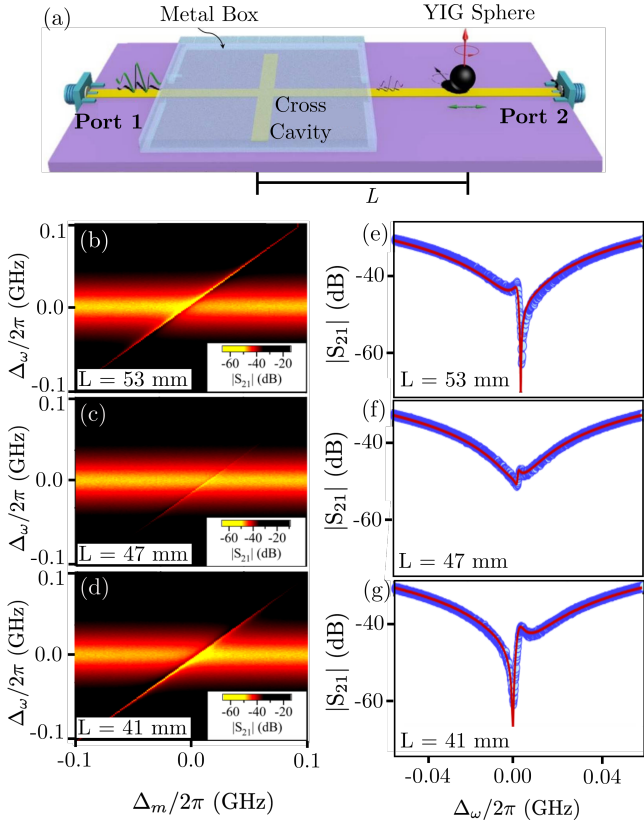 (a)
Metal Box
YIG Sphere
Port 1
Cross
Cavity
Port 2
L
(b)
Δω/2π (GHz)
0.1
0.0
-0.1
-60 -40 -20
|S21| (dB)
L = 53 mm
(c)
Δω/2π (GHz)
0.1
0.0
-0.1
-60 -40 -20
|S21| (dB)
L = 47 mm
(d)
Δω/2π (GHz)
0.1
0.0
-0.1
-60 -40 -20
|S21| (dB)
L = 41 mm
-0.1 0.0 0.1
Δm/2π (GHz)
(e)
|S21| (dB)
-40
-60
L = 53 mm
(f)
|S21| (dB)
-40
-60
L = 47 mm
(g)
|S21| (dB)
-40
-60
L = 41 mm
-0.04 0.00 0.04
Δω/2π (GHz)